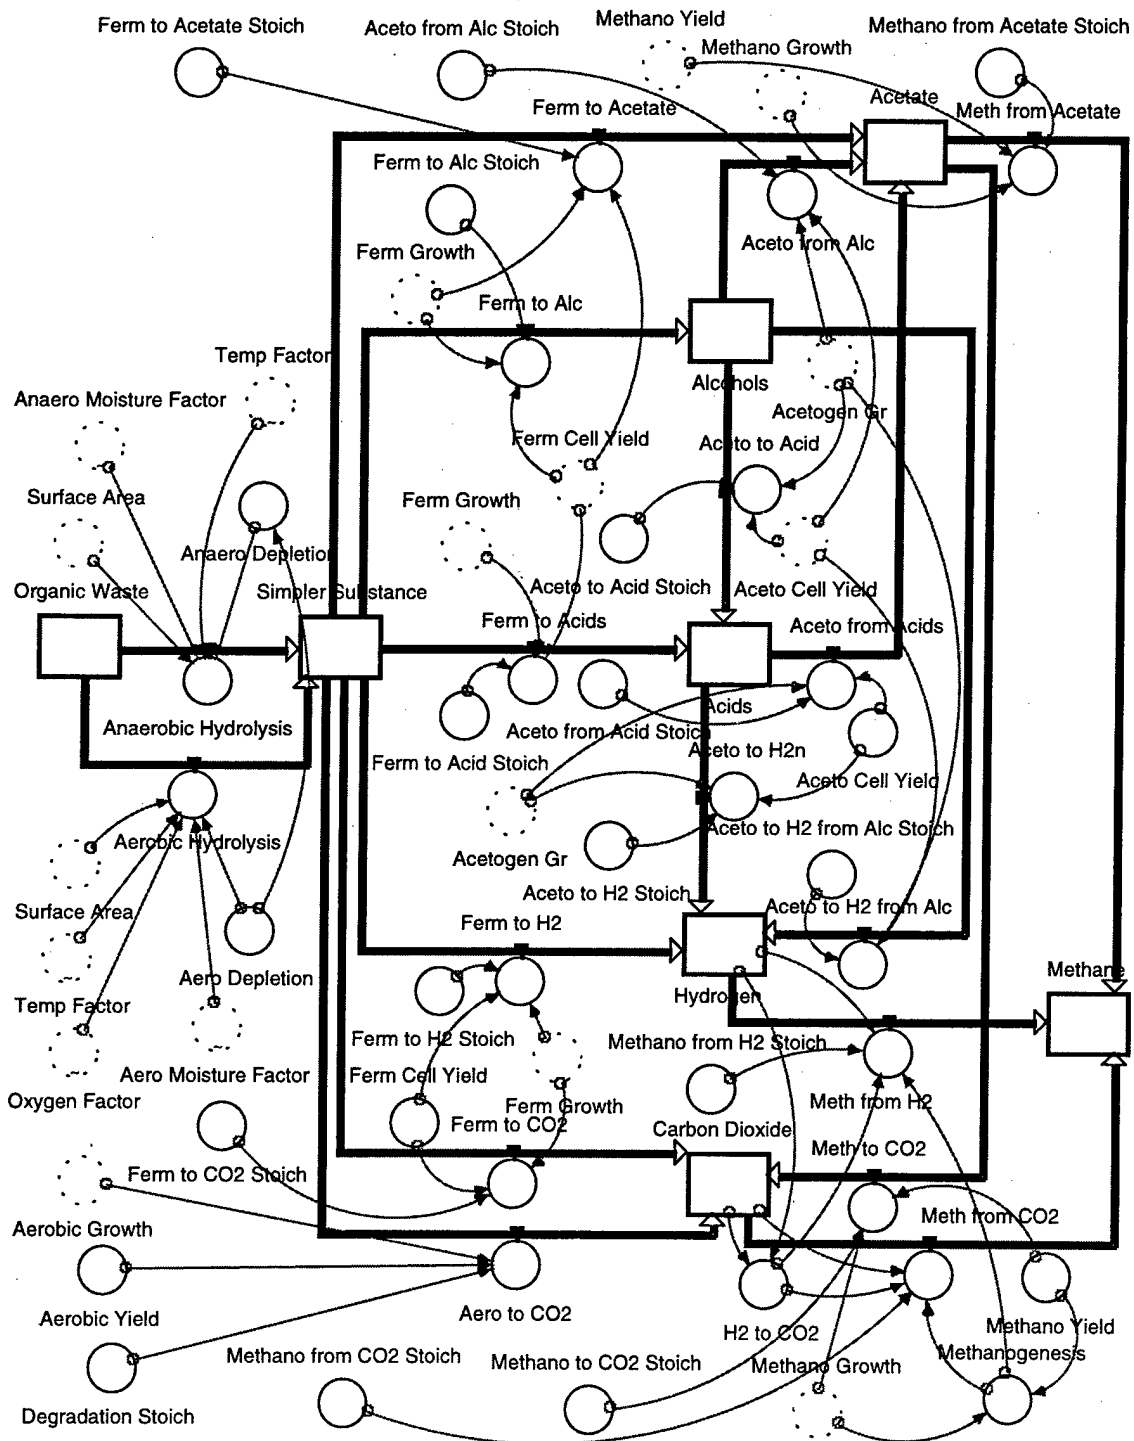 Methano Yield
Ferm to Acetate Stoich
Aceto from Alc Stoich
Methano from Acetate Stoich
Methano Growth
Acetate
Ferm to Acetate
Meth from Acetate
Ferm to Alc Stoich
Aceto from Alc
Ferm Growth
Ferm to Alc
Temp Factor
Alcohols
Anaero Moisture Factor
Acetogen Gr
Ferm Cell Yield
Aceto to Acid
Surface Area
Ferm Growth
Anaero Depletion
Organic Waste
Simpler Substance
Aceto to Acid Stoich
Aceto Cell Yield
Ferm to Acids
Aceto from Acids
Acids
Anaerobic Hydrolysis
Aceto from Acid Stoich
Aceto to H2n
Ferm to Acid Stoich
Aceto Cell Yield
Aerobic Hydrolysis
Aceto to H2 from Alc Stoich
Acetogen Gr
Aceto to H2 Stoich
Surface Area
Ferm to H2
Aceto to H2 from Alc
Aero Depletion
Methane
Temp Factor
Hydrogen
Ferm to H2 Stoich
Methano from H2 Stoich
Aero Moisture Factor
Ferm Cell Yield
Oxygen Factor
Ferm Growth
Meth from H2
Ferm to CO2
Carbon Dioxide
Meth to CO2
Ferm to CO2 Stoich
Aerobic Growth
Meth from CO2
Aerobic Yield
Aero to CO2
H2 to CO2
Methano Yield
Methano from CO2 Stoich
Methano to CO2 Stoich
Methano Growth
Methanogenesis
Degradation Stoich